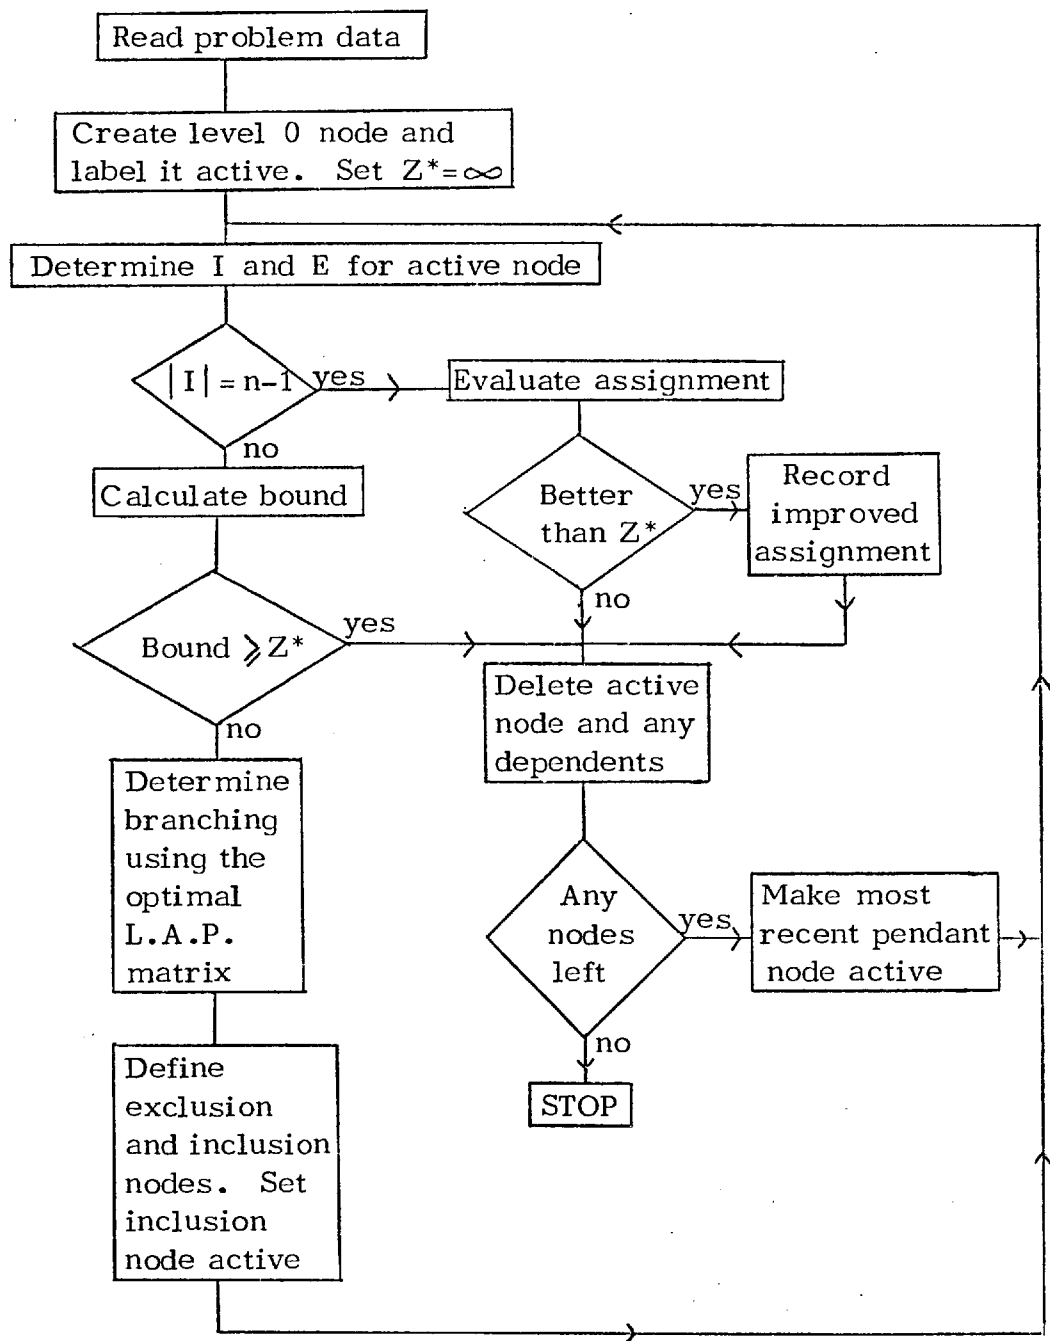 Read problem data
Create level 0 node and
label it active. Set Z*=∞
Determine I and E for active node
|I| = n-1
yes
Evaluate assignment
no
Calculate bound
Better
than Z*
yes
Record
improved
assignment
no
Bound ⩾ Z*
yes
Delete active
node and any
dependents
no
Determine
branching
using the
optimal
L.A.P.
matrix
Any
nodes
left
yes
Make most
recent pendant
node active
no
STOP
Define
exclusion
and inclusion
nodes. Set
inclusion
node active